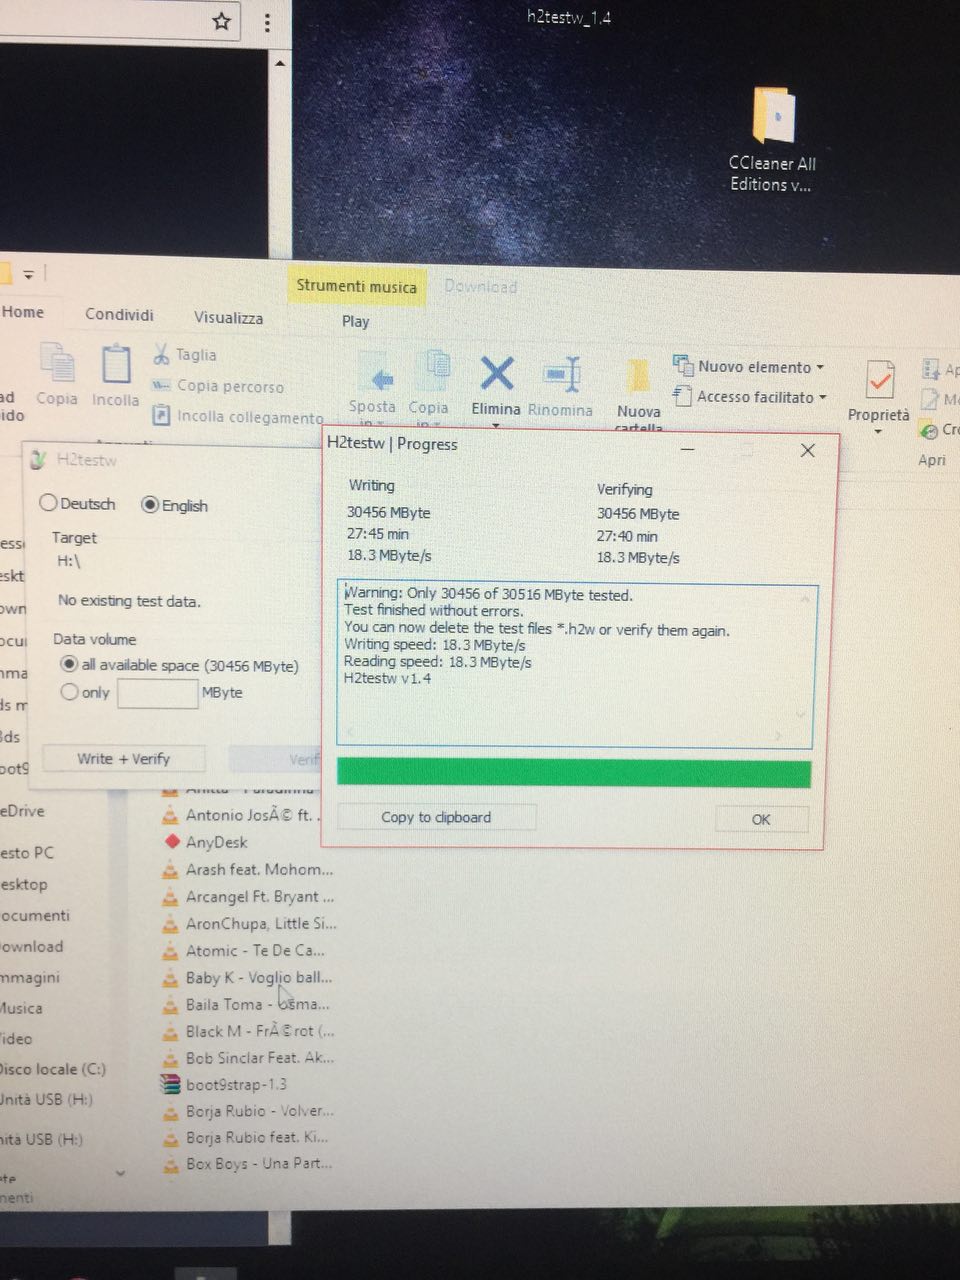 h2testw_1.4
CCleaner All
Editions v...
Strumenti musica
Download
Home
Condividi
Visualizza
Play
Taglia
Copia percorso
Incolla collegamento
Copia
Incolla
Sposta
Copia
Elimina
Rinomina
Nuova
cartella
Nuovo elemento
Accesso facilitato
Proprietà
Apri
H2testw
Deutsch
English
Target
H:\
No existing test data.
Data volume
all available space (30456 MByte)
only
MByte
Write + Verify
H2testw | Progress
Writing
30456 MByte
27:45 min
18.3 MByte/s
Verifying
30456 MByte
27:40 min
18.3 MByte/s
Warning: Only 30456 of 30516 MByte tested.
Test finished without errors.
You can now delete the test files *.h2w or verify them again.
Writing speed: 18.3 MByte/s
Reading speed: 18.3 MByte/s
H2testw v1.4
Copy to clipboard
OK
eDrive
esto PC
esktop
ocumenti
ownload
mmagini
Musica
ideo
Disco locale (C:)
Unità USB (H:)
nità USB (H:)
Antonio JosÃ© ft. .
AnyDesk
Arash feat. Mohom...
Arcangel Ft. Bryant ...
AronChupa, Little Si...
Atomic - Te De Ca...
Baby K - Voglio ball...
Baila Toma - Osma...
Black M - FrÃ©rot (...
Bob Sinclar Feat. Ak...
boot9strap-1.3
Borja Rubio - Volver...
Borja Rubio feat. Ki...
Box Boys - Una Part...